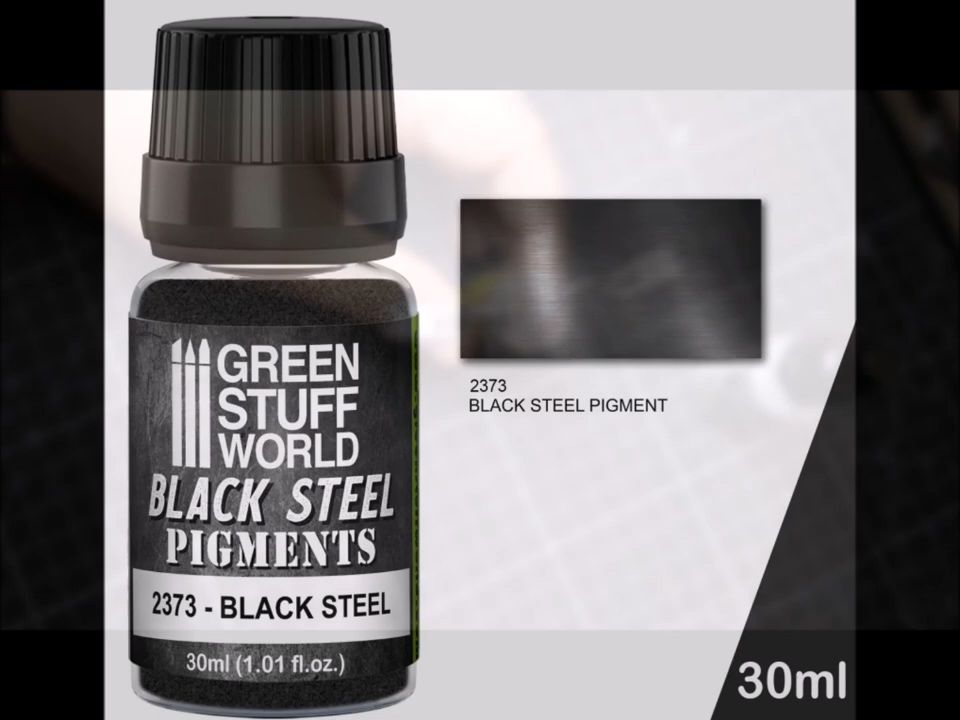 GREEN
STUFF
WORLD
BLACK STEEL
PIGMENTS
2373 - BLACK STEEL
30ml (1.01 fl.oz.)
2373
BLACK STEEL PIGMENT
30ml